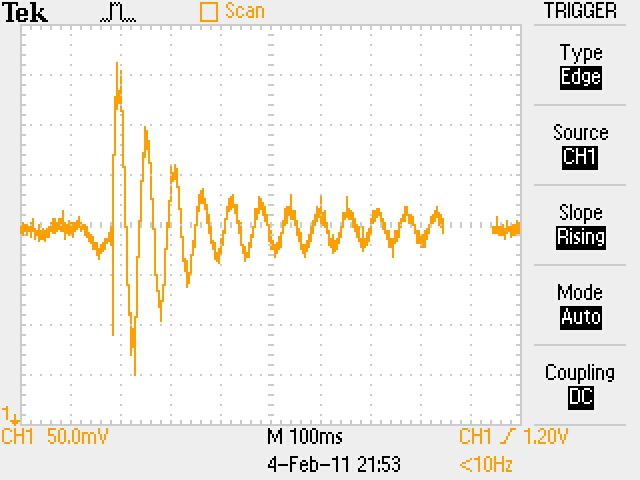 Tek Scan TRIGGER
Type
Edge
Source
CH1
Slope
Rising
Mode
Auto
Coupling
DC
1
CH1 50.0mV M 100ms CH1 1.20V
4-Feb-11 21:53 <10Hz